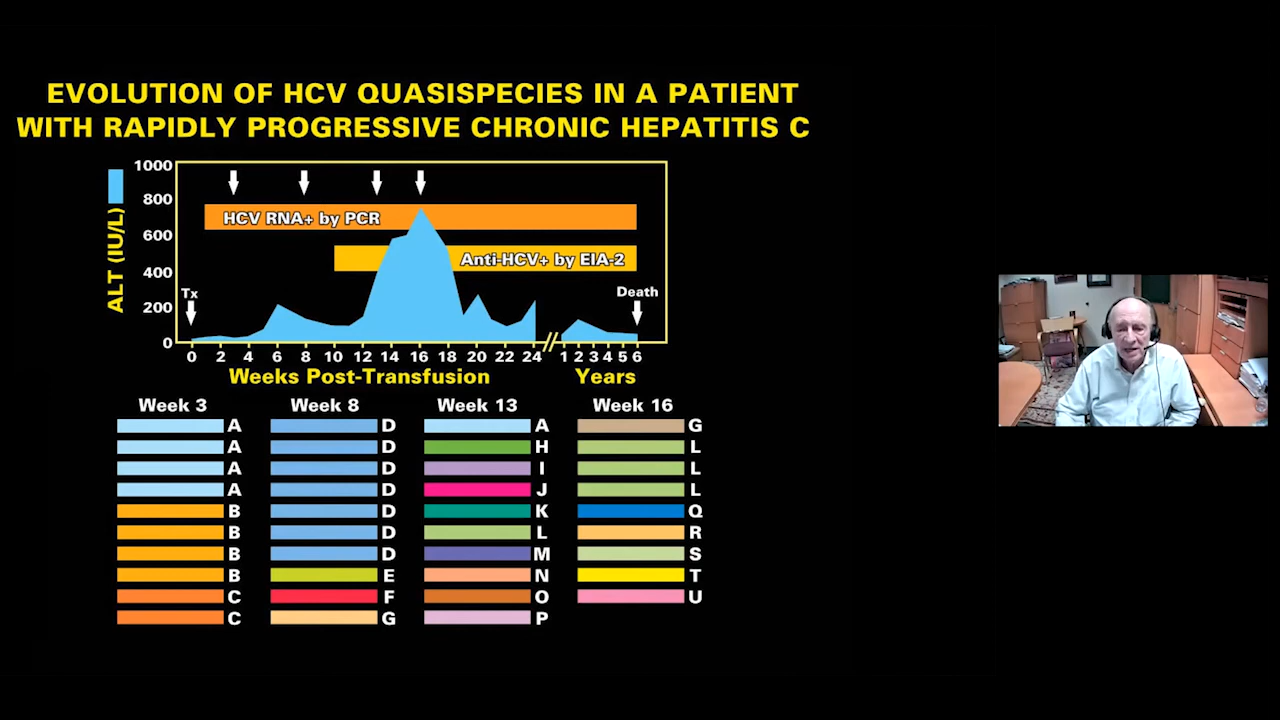 EVOLUTION OF HCV QUASISPECIES IN A PATIENT
WITH RAPIDLY PROGRESSIVE CHRONIC HEPATITIS C
ALT (IU/L)
1000
800
600
400
200
0
HCV RNA+ by PCR
Anti-HCV+ by EIA-2
Tx
Death
0 2 4 6 8 10 12 14 16 18 20 22 24 1 2 3 4 5 6
Weeks Post-Transfusion Years
Week 3 Week 8 Week 13 Week 16
A D A G
A D H L
A D I L
A D J L
B D K Q
B D L R
B D M S
B E N T
C F O U
C G P